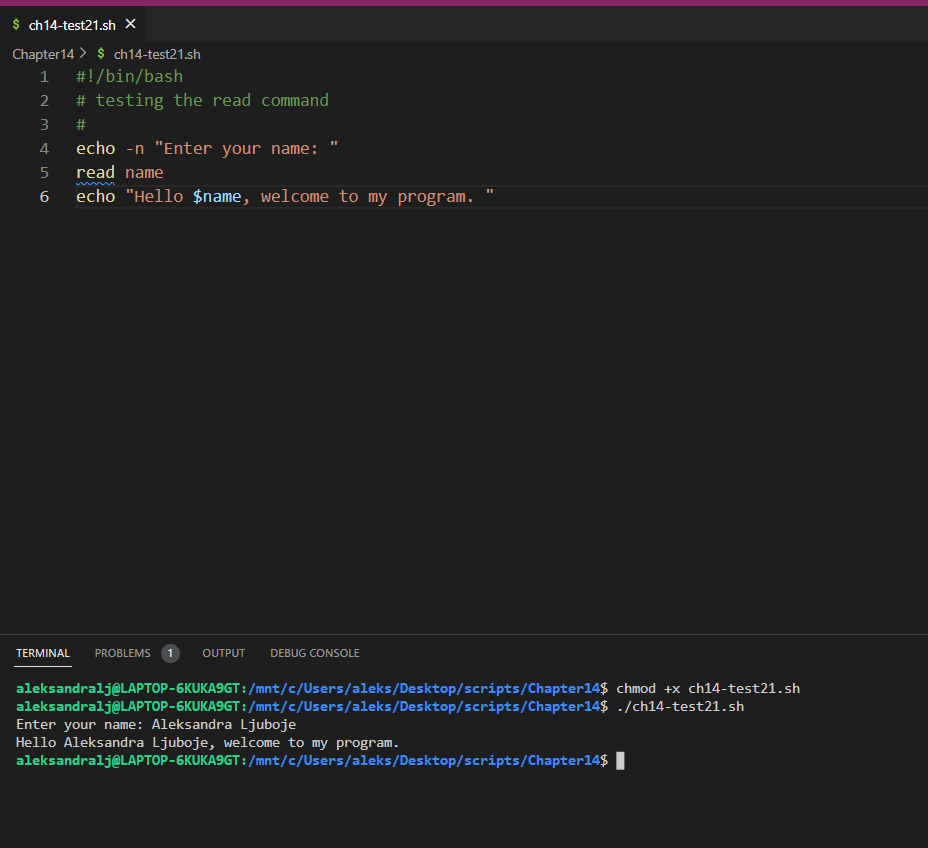 $ ch14-test21.sh ×
Chapter14 > $ ch14-test21.sh
1 #!/bin/bash
2 # testing the read command
3 #
4 echo -n "Enter your name: "
5 read name
6 echo "Hello $name, welcome to my program. "
TERMINAL PROBLEMS 1 OUTPUT DEBUG CONSOLE
aleksandralj@LAPTOP-6KUKA9GT:/mnt/c/Users/aleks/Desktop/scripts/Chapter14$ chmod +x ch14-test21.sh
aleksandralj@LAPTOP-6KUKA9GT:/mnt/c/Users/aleks/Desktop/scripts/Chapter14$ ./ch14-test21.sh
Enter your name: Aleksandra Ljuboje
Hello Aleksandra Ljuboje, welcome to my program.
aleksandralj@LAPTOP-6KUKA9GT:/mnt/c/Users/aleks/Desktop/scripts/Chapter14$